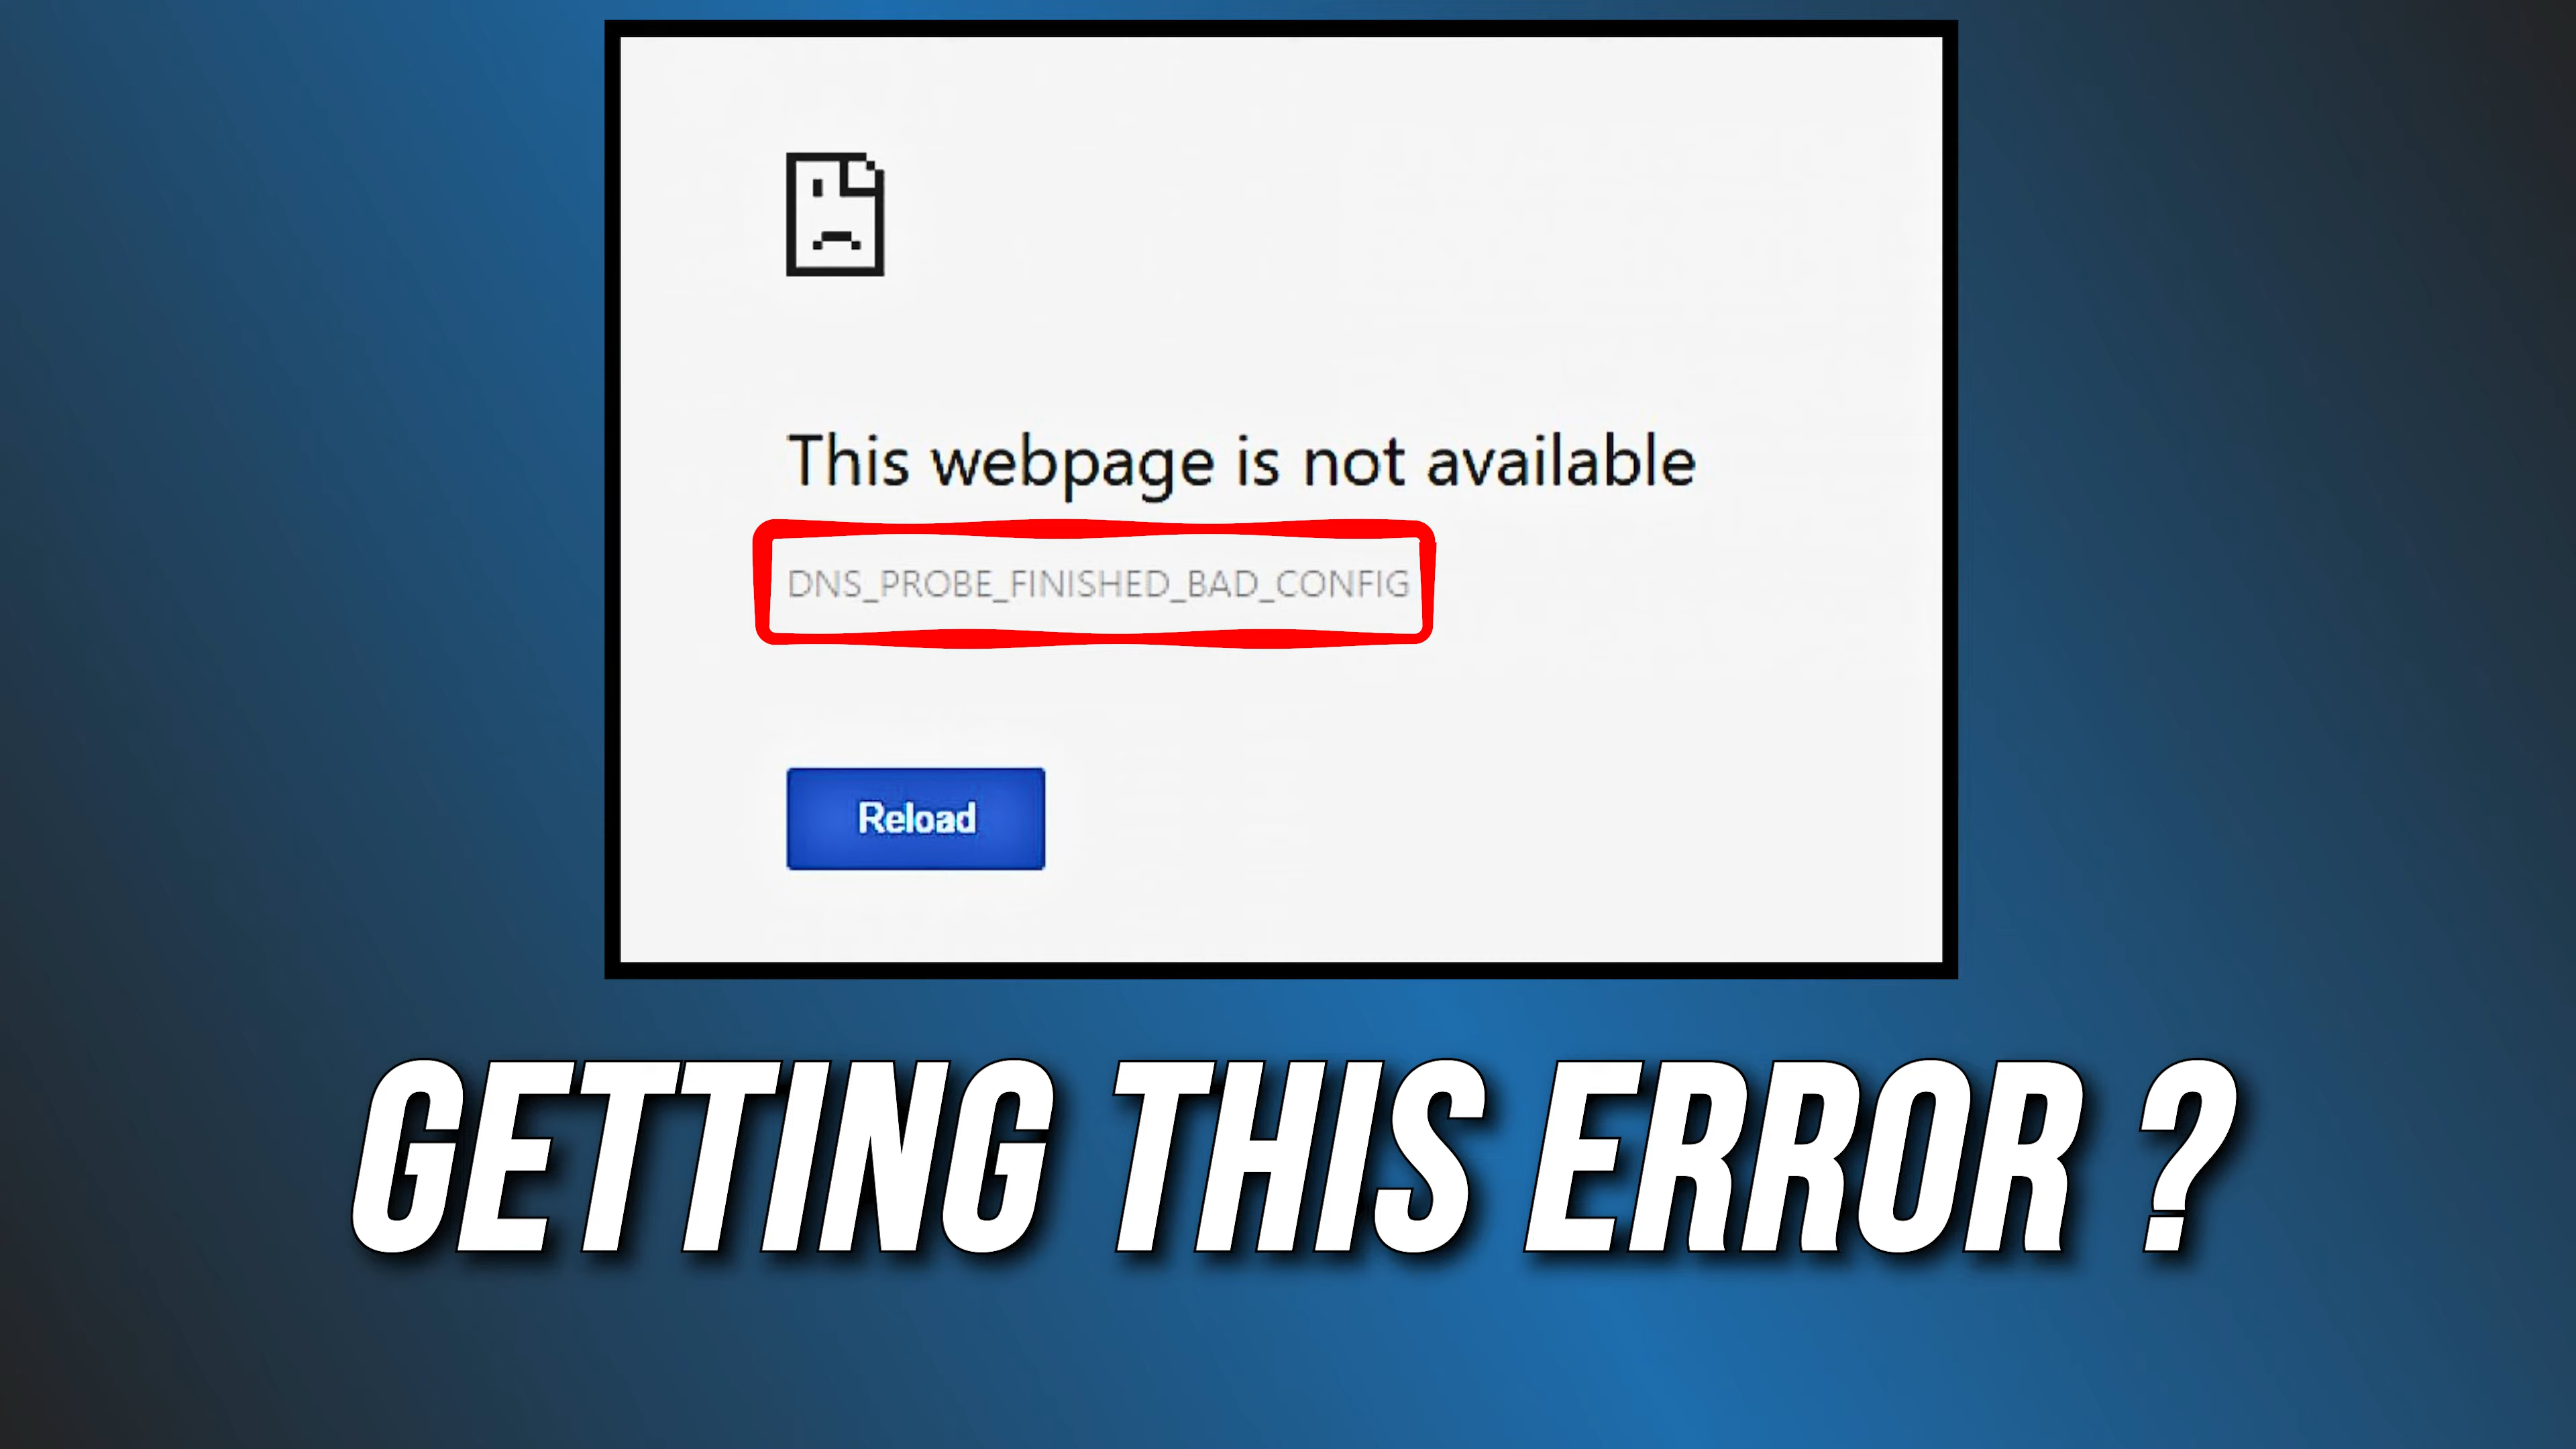 This webpage is not available
DNS_PROBE_FINISHED_BAD_CONFIG
Reload
GETTING THIS ERROR ?